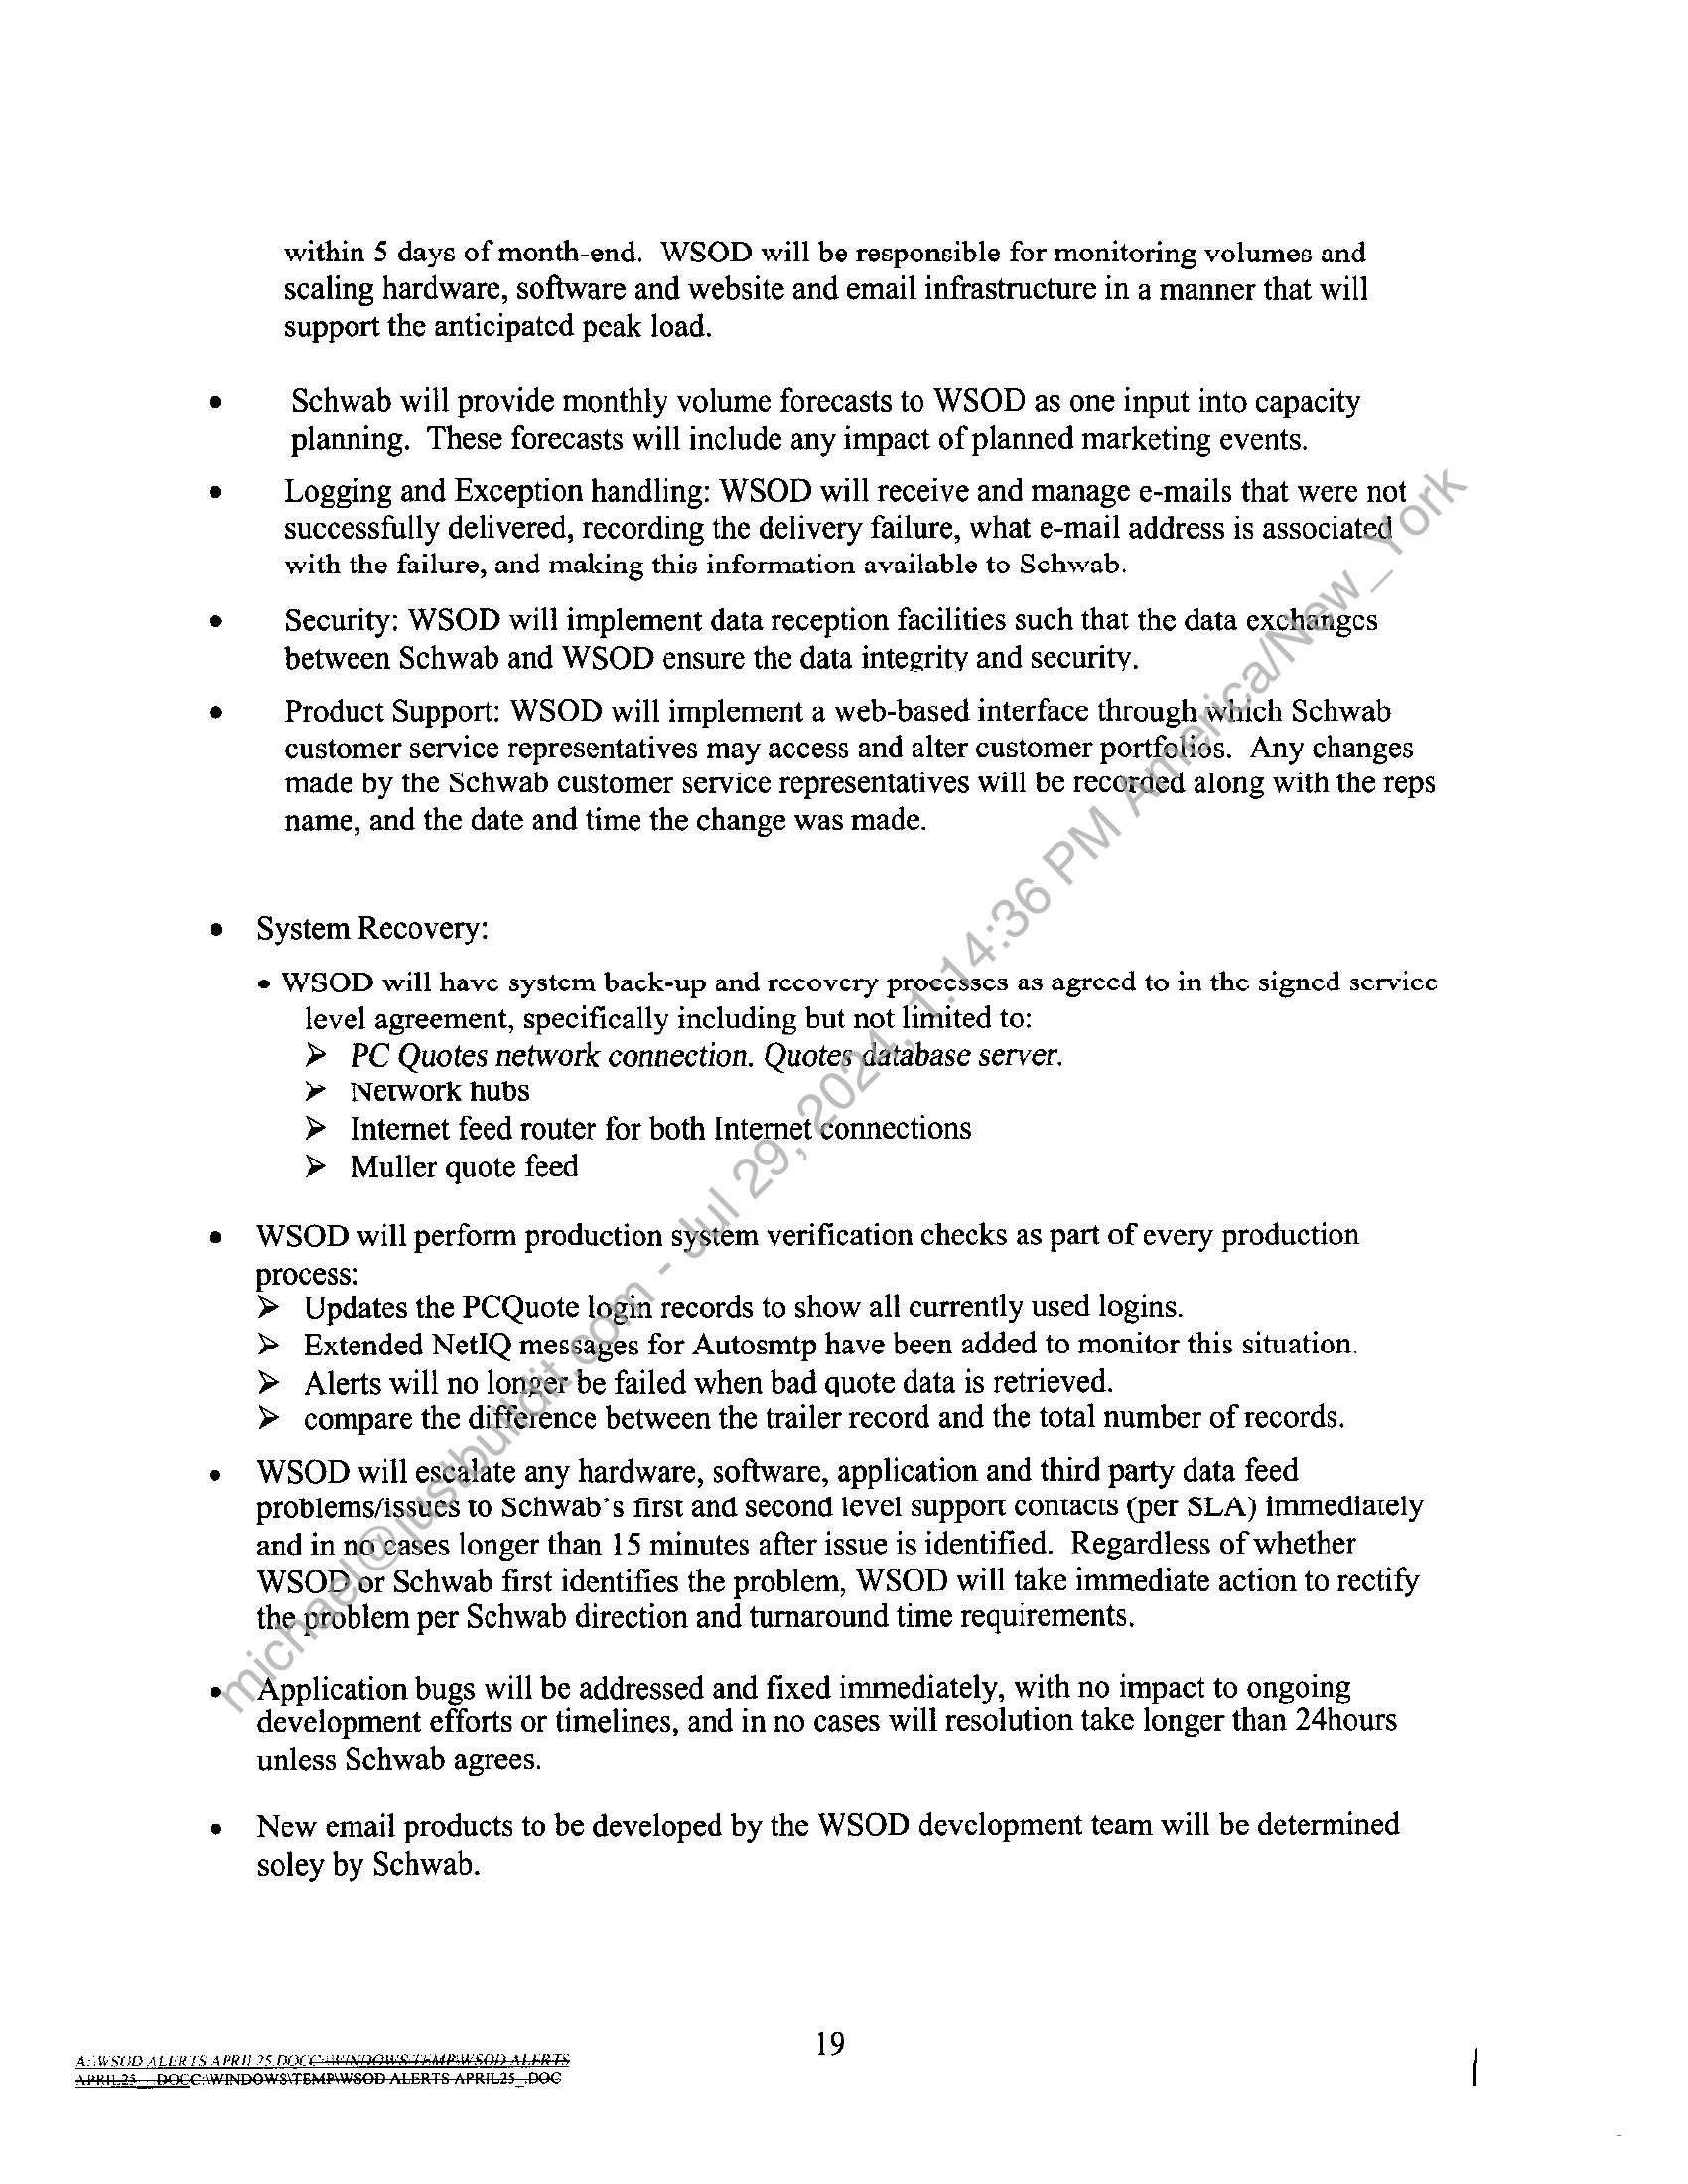 within 5 days of month-end.  WSOD will be responsible for monitoring volumes and
scaling hardware, software and website and email infrastructure in a manner that will
support the anticipated peak load.
• Schwab will provide monthly volume forecasts to WSOD as one input into capacity
planning.  These forecasts will include any impact of planned marketing events.
• Logging and Exception handling: WSOD will receive and manage e-mails that were not
successfully delivered, recording the delivery failure, what e-mail address is associated
with the failure, and making this information available to Schwab.
• Security: WSOD will implement data reception facilities such that the data exchanges
between Schwab and WSOD ensure the data integrity and security.
• Product Support: WSOD will implement a web-based interface through which Schwab
customer service representatives may access and alter customer portfolios.  Any changes
made by the Schwab customer service representatives will be recorded along with the reps
name, and the date and time the change was made.
• System Recovery:
• WSOD will have system back-up and recovery processes as agreed to in the signed service
level agreement, specifically including but not limited to:
➢ PC Quotes network connection. Quotes database server.
➢ Network hubs
➢ Internet feed router for both Internet connections
➢ Muller quote feed
• WSOD will perform production system verification checks as part of every production
process:
➢ Updates the PCQuote login records to show all currently used logins.
➢ Extended NetIQ messages for Autosmtp have been added to monitor this situation.
➢ Alerts will no longer be failed when bad quote data is retrieved.
➢ compare the difference between the trailer record and the total number of records.
• WSOD will escalate any hardware, software, application and third party data feed
problems/issues to Schwab's first and second level support contacts (per SLA) immediately
and in no cases longer than 15 minutes after issue is identified.  Regardless of whether
WSOD or Schwab first identifies the problem, WSOD will take immediate action to rectify
the problem per Schwab direction and turnaround time requirements.
• Application bugs will be addressed and fixed immediately, with no impact to ongoing
development efforts or timelines, and in no cases will resolution take longer than 24hours
unless Schwab agrees.
• New email products to be developed by the WSOD development team will be determined
soley by Schwab.
19
A:\WSOD ALERTS APRIL25.DOCC:\WINDOWS\TEMP\WSOD ALERTS
APRIL25_.DOCC:\WINDOWS\TEMP\WSOD ALERTS APRIL25_.DOC
michael@justbuildit.com - Jul 29, 2024, 1:14:36 PM America/New_York